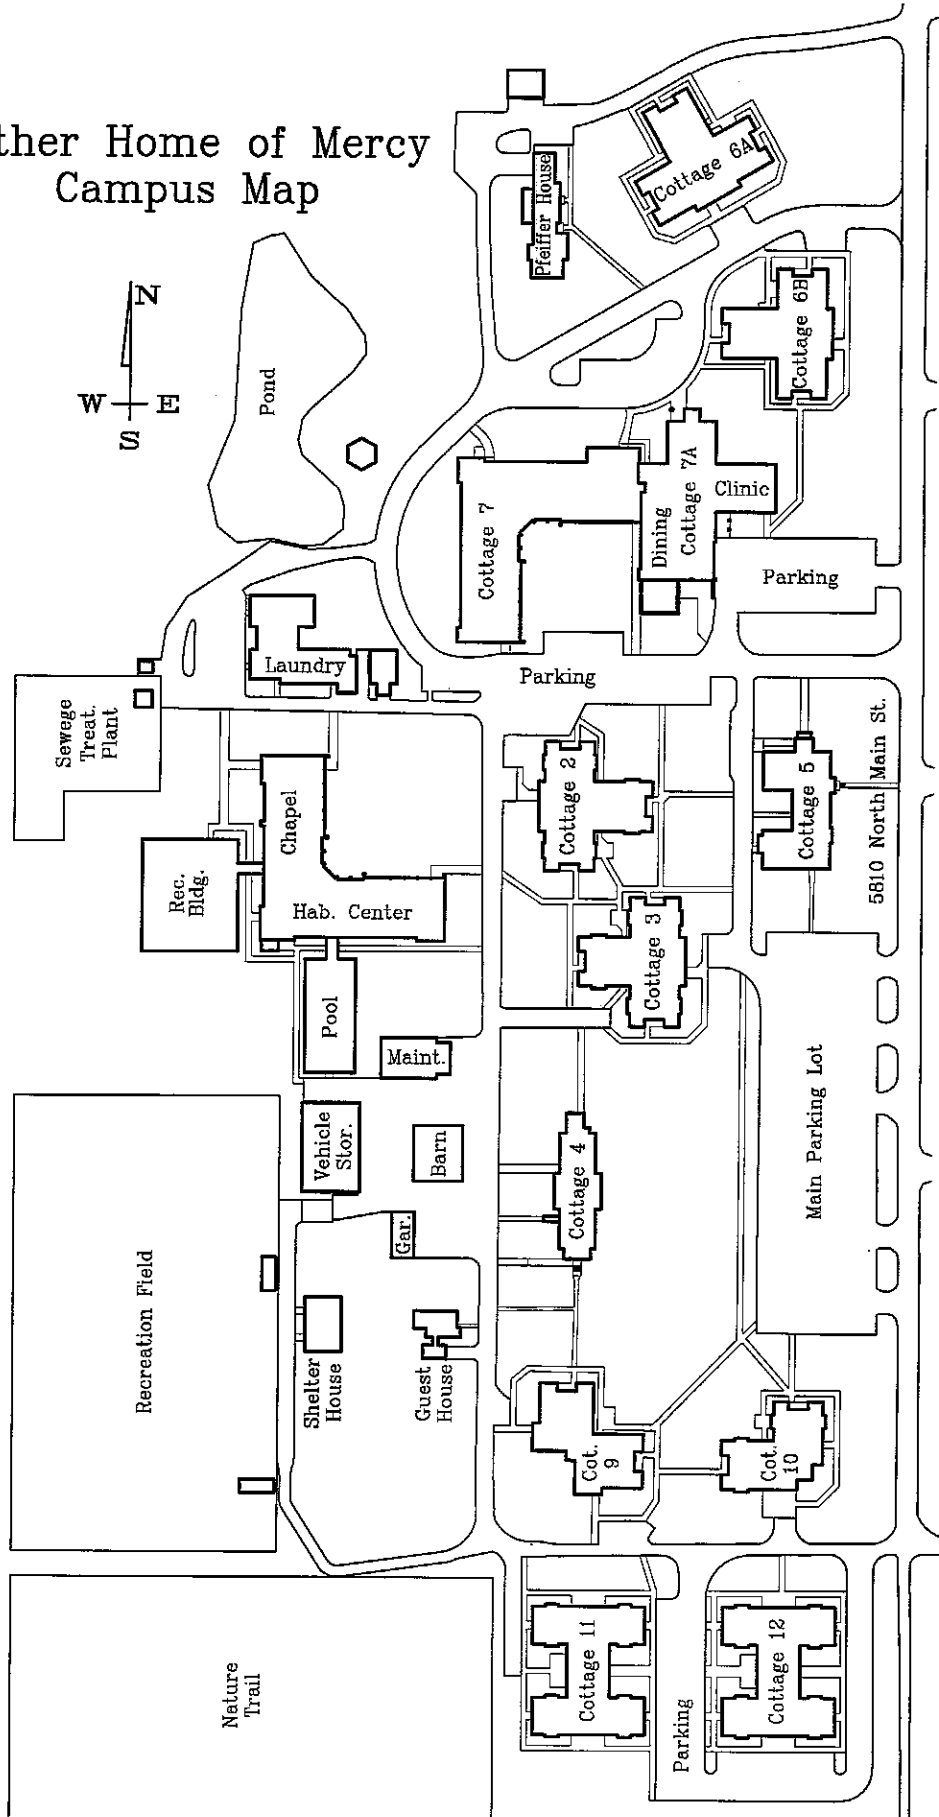 ther Home of Mercy
Campus Map
N
W
E
S
Pond
Pfeiffer House
Cottage 6A
Cottage 6B
Cottage 7
Dining
Cottage 7A
Clinic
Parking
Laundry
Parking
Sewege
Treat.
Plant
Chapel
Rec.
Bldg.
Hab. Center
Cottage 2
Cottage 5
5810 North Main St.
Cottage 3
Pool
Maint.
Main Parking Lot
Vehicle
Stor.
Barn
Cottage 4
Gar.
Recreation Field
Shelter
House
Guest
House
Cot.
9
Cot.
10
Nature
Trail
Cottage 11
Parking
Cottage 12